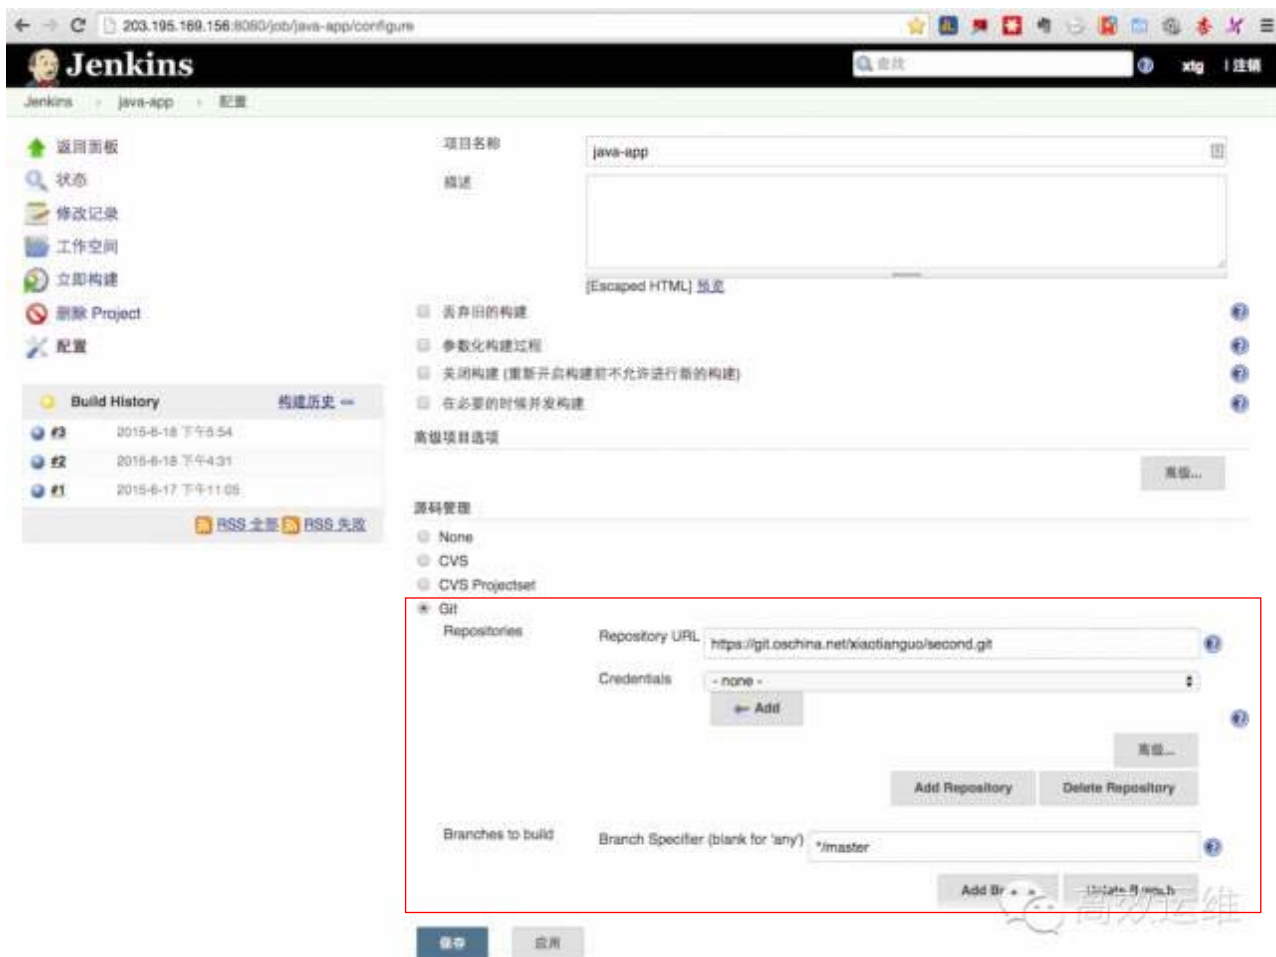 203.195.169.156:8080/job/java-app/configure
Jenkins
查找
xtg
注销
Jenkins
java-app
配置
返回面板
状态
修改记录
工作空间
立即构建
删除 Project
配置
Build History
构建历史
#3 2015-6-18 下午5:54
#2 2015-6-18 下午4:31
#1 2015-6-17 下午11:05
RSS 全部 RSS 失败
项目名称
java-app
描述
[Escaped HTML] 预览
丢弃旧的构建
参数化构建过程
关闭构建 (重新开启构建前不允许进行新的构建)
在必要的时候并发构建
高级项目选项
高级...
源码管理
None
CVS
CVS Projectset
Git
Repositories
Repository URL
https://git.oschina.net/xiaotianguo/second.git
Credentials
- none -
Add
高级...
Add Repository
Delete Repository
Branches to build
Branch Specifier (blank for 'any')
*/master
Add
高效运维
保存
应用